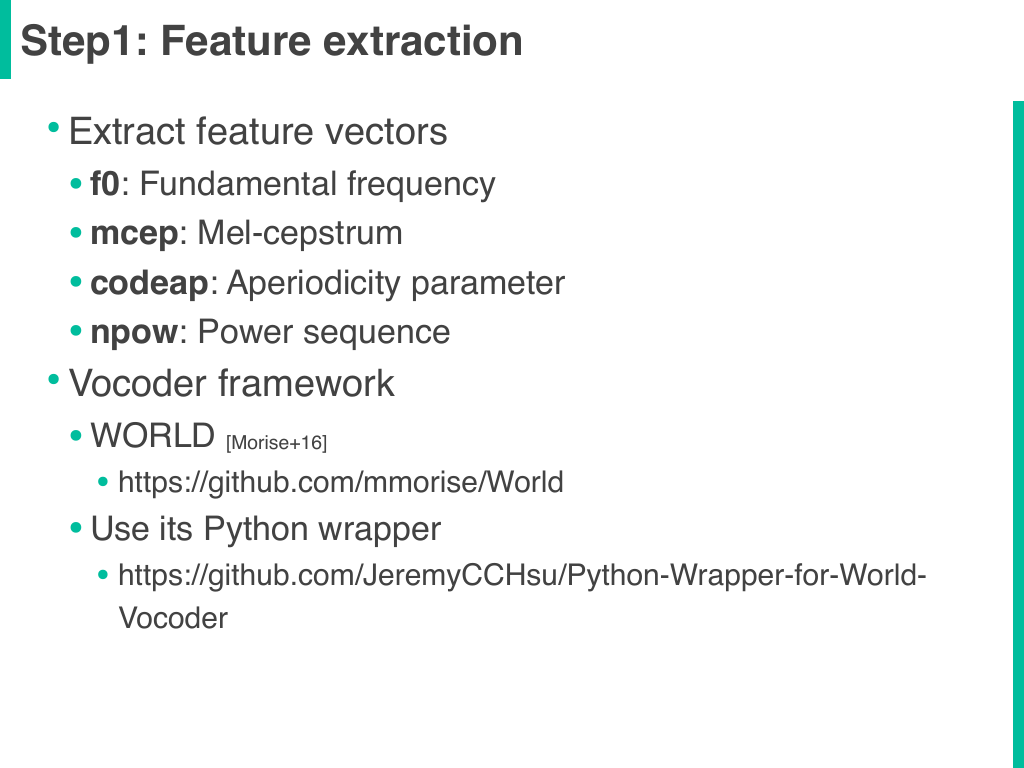 Step1: Feature extraction
• Extract feature vectors
• f0: Fundamental frequency
• mcep: Mel-cepstrum
• codeap: Aperiodicity parameter
• npow: Power sequence
• Vocoder framework
• WORLD [Morise+16]
• https://github.com/mmorise/World
• Use its Python wrapper
• https://github.com/JeremyCCHsu/Python-Wrapper-for-World-
Vocoder